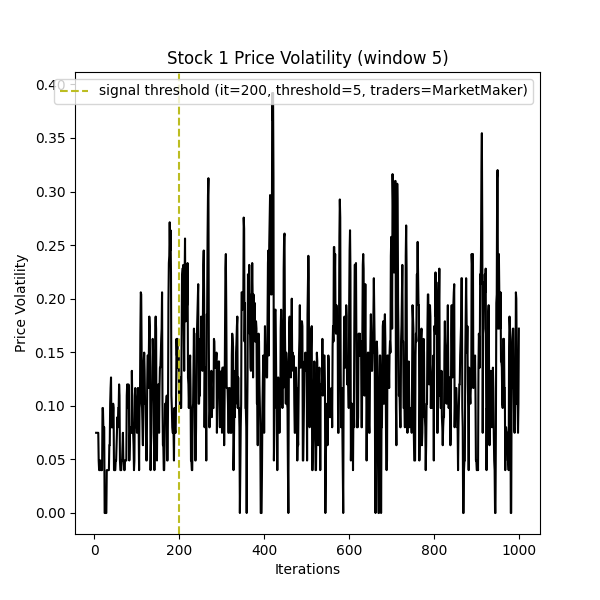 Stock 1 Price Volatility (window 5)
signal threshold (it=200, threshold=5, traders=MarketMaker)
Price Volatility
0.40
0.35
0.30
0.25
0.20
0.15
0.10
0.05
0.00
0 200 400 600 800 1000
Iterations